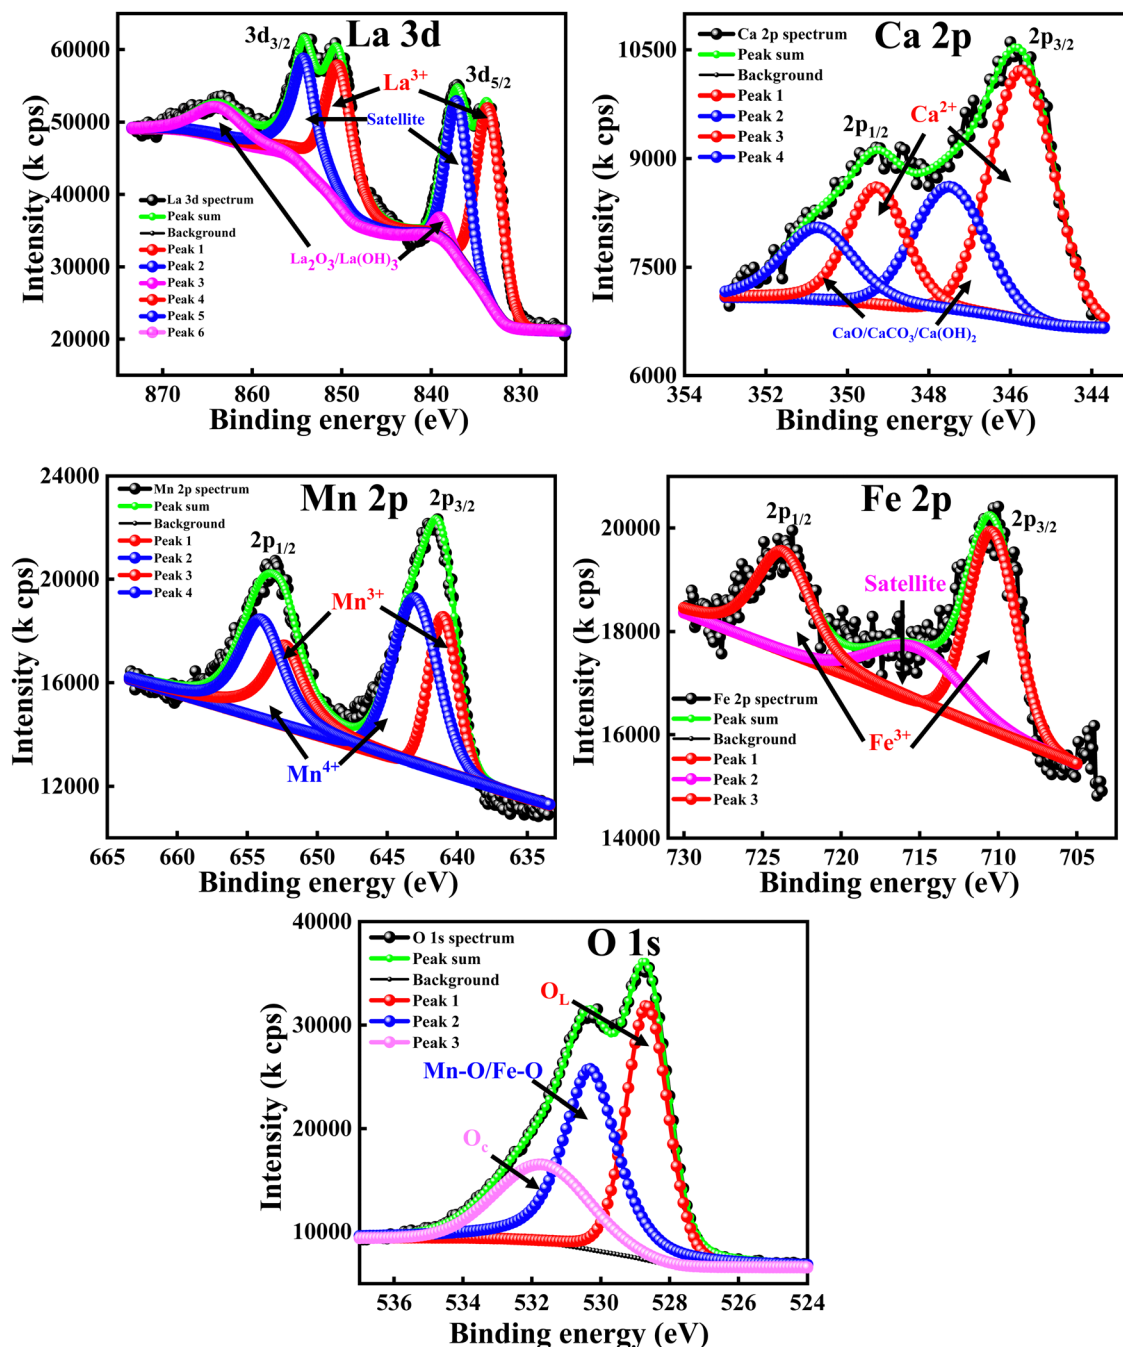 La 3d
3d3/2
3d5/2
La3+
Satellite
La2O3/La(OH)3
La 3d spectrum
Peak sum
Background
Peak 1
Peak 2
Peak 3
Peak 4
Peak 5
Peak 6
60000
50000
40000
30000
20000
Intensity (k cps)
870 860 850 840 830
Binding energy (eV)
Ca 2p
Ca 2p spectrum
Peak sum
Background
Peak 1
Peak 2
Peak 3
Peak 4
2p3/2
2p1/2
Ca2+
CaO/CaCO3/Ca(OH)2
10500
9000
7500
6000
Intensity (k cps)
354 352 350 348 346 344
Binding energy (eV)
Mn 2p
Mn 2p spectrum
Peak sum
Background
Peak 1
Peak 2
Peak 3
Peak 4
2p3/2
2p1/2
Mn3+
Mn4+
24000
20000
16000
12000
Intensity (k cps)
665 660 655 650 645 640 635
Binding energy (eV)
Fe 2p
2p1/2
2p3/2
Satellite
Fe3+
Fe 2p spectrum
Peak sum
Background
Peak 1
Peak 2
Peak 3
20000
18000
16000
14000
Intensity (k cps)
730 725 720 715 710 705
Binding energy (eV)
O 1s
O 1s spectrum
Peak sum
Background
Peak 1
Peak 2
Peak 3
OL
Mn-O/Fe-O
Oc
40000
30000
20000
10000
Intensity (k cps)
536 534 532 530 528 526 524
Binding energy (eV)